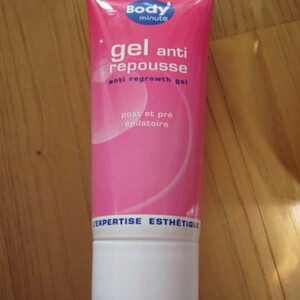 Body
minute
gel anti
repousse
anti regrowth gel
post et pré
épilatoire
L'EXPERTISE ESTHÉTIQUE